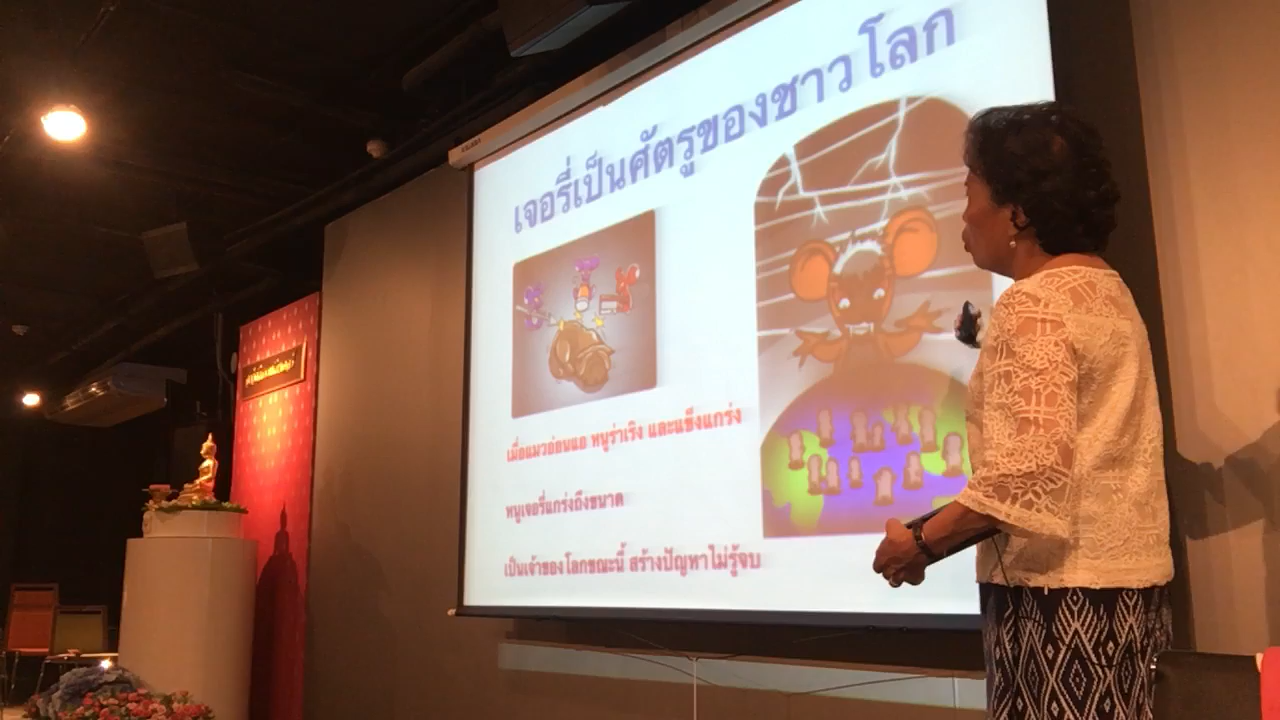 เจอรี่เป็นศัตรูของชาวโลก
เมื่อแมวอ่อนแอ หนูร่าเริง และแข็งแกร่ง
หนูเจอรี่แกร่งถึงขนาด
เป็นเจ้าของโลกขณะนี้ สร้างปัญหาไม่รู้จบ